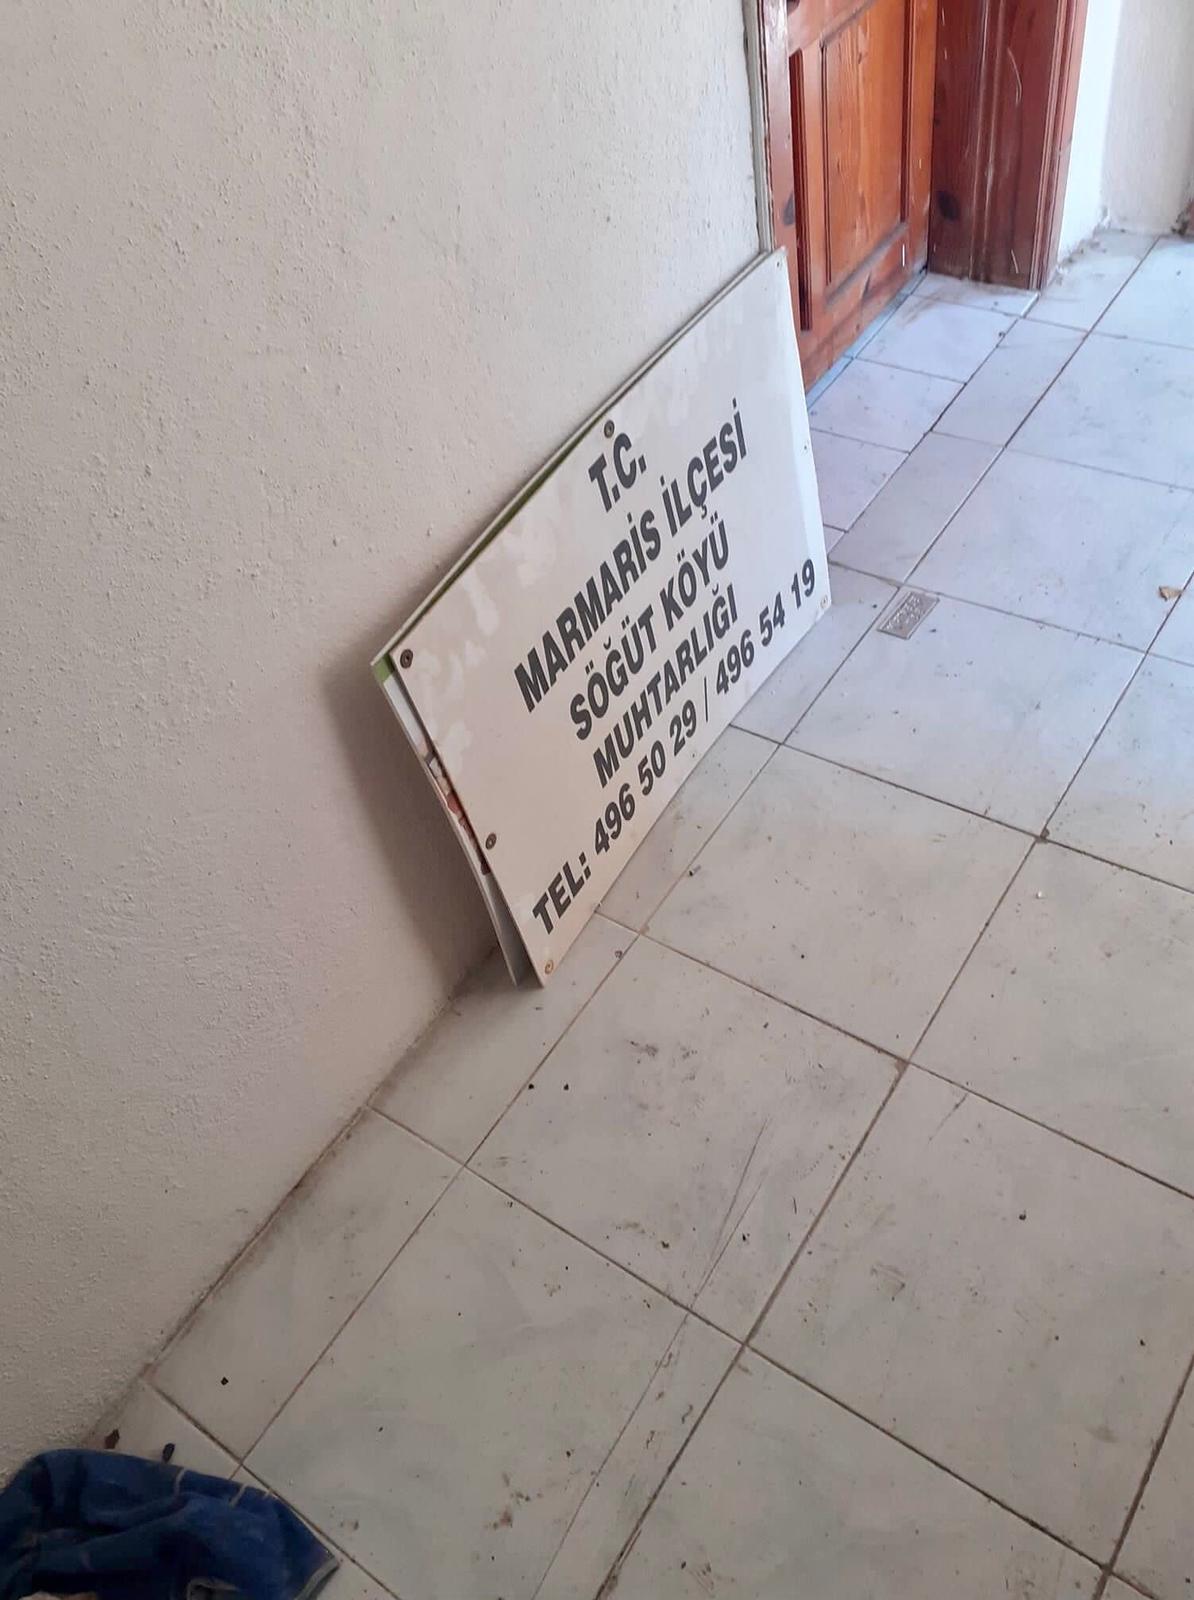 T.C.
MARMARİS İLÇESİ
SÖĞÜT KÖYÜ
MUHTARLIĞI
TEL: 496 50 29 / 496 54 19